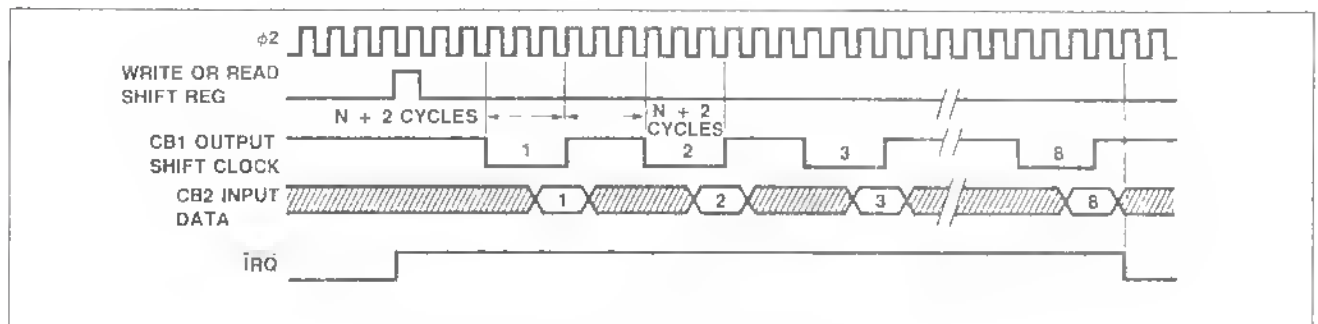 φ2
WRITE OR READ
SHIFT REG
N + 2 CYCLES
N + 2
CYCLES
CB1 OUTPUT
SHIFT CLOCK
1
2
3
8
CB2 INPUT
DATA
1
2
3
8
IRQ